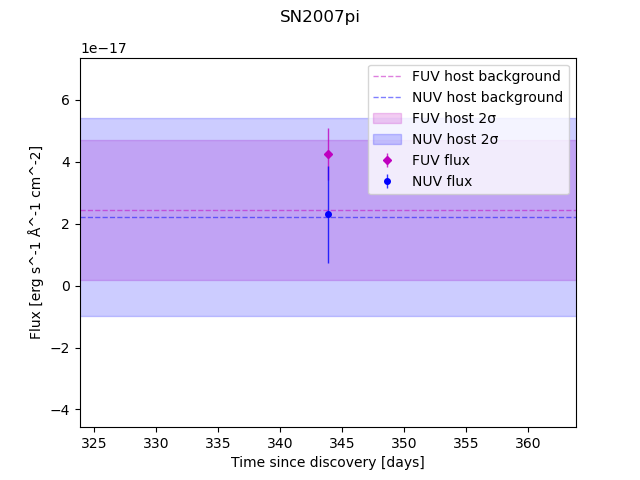 SN2007pi
1e−17
FUV host background
NUV host background
FUV host 2σ
NUV host 2σ
FUV flux
NUV flux
6
4
2
0
−2
−4
Flux [erg s^-1 Å^-1 cm^-2]
325 330 335 340 345 350 355 360
Time since discovery [days]